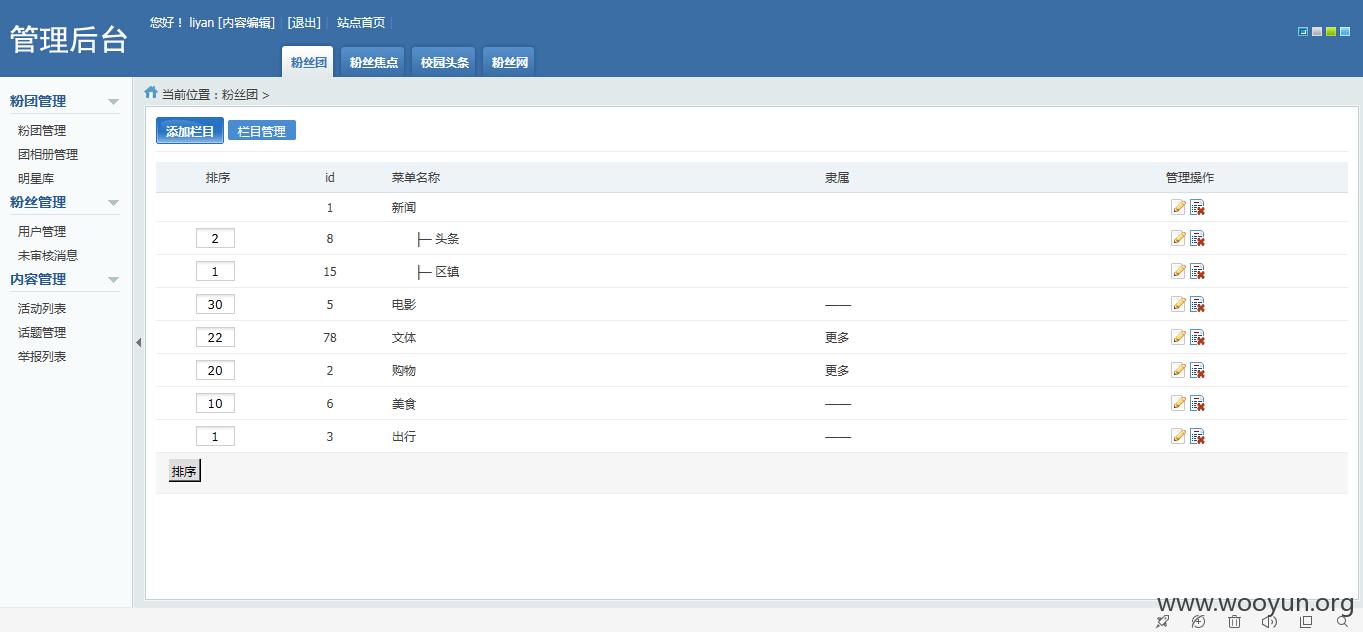 管理后台
您好！ liyan [内容编辑] | [退出] | 站点首页 |
粉丝团 粉丝焦点 校园头条 粉丝网
当前位置：粉丝团 >
粉团管理
粉团管理
团相册管理
明星库
粉丝管理
用户管理
未审核消息
内容管理
活动列表
话题管理
举报列表
添加栏目 栏目管理
排序 id 菜单名称 隶属 管理操作
1 新闻
2 8 ├─ 头条
1 15 ├─ 区镇
30 5 电影 ——
22 78 文体 更多
20 2 购物 更多
10 6 美食 ——
1 3 出行 ——
排序
www.wooyun.org